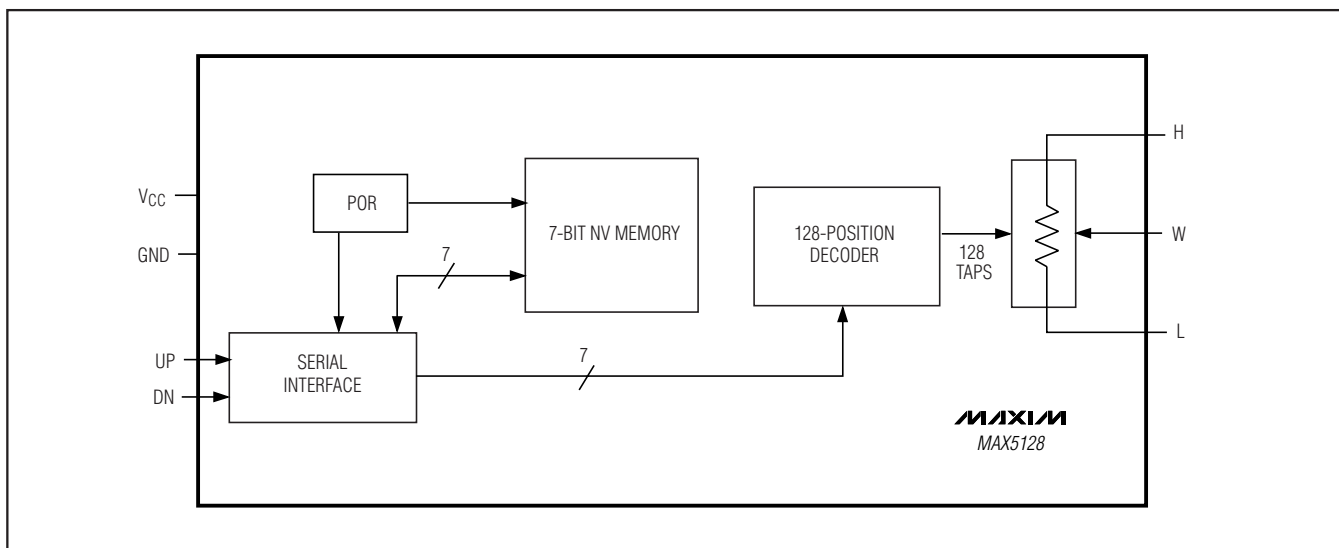 VCC
GND
UP
DN
POR
7
7-BIT NV MEMORY
SERIAL
INTERFACE
7
128-POSITION
DECODER
128
TAPS
H
W
L
MAXIM
MAX5128